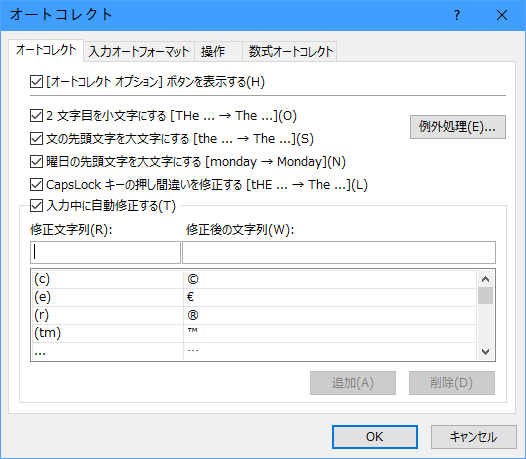 オートコレクト
オートコレクト 入力オートフォーマット 操作 数式オートコレクト
[オートコレクト オプション] ボタンを表示する(H)
2 文字目を小文字にする [THe ... → The ...](O)
例外処理(E)...
文の先頭文字を大文字にする [the ... → The ...](S)
曜日の先頭文字を大文字にする [monday → Monday](N)
CapsLock キーの押し間違いを修正する [tHE ... → The ...](L)
入力中に自動修正する(T)
修正文字列(R): 修正後の文字列(W):
(c) ©
(e) €
(r) ®
(tm) ™
... …
追加(A) 削除(D)
OK キャンセル